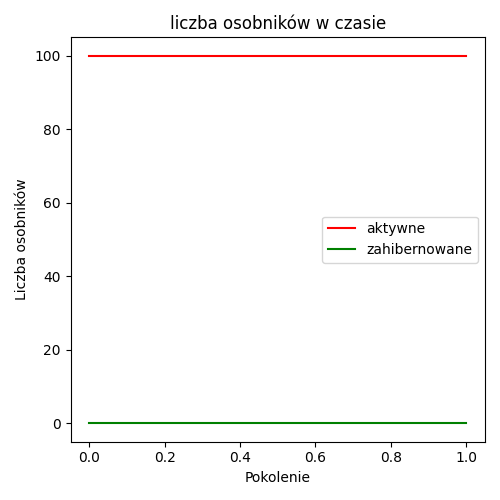 liczba osobników w czasie
Liczba osobników
100
80
60
40
20
0
aktywne
zahibernowane
0.0 0.2 0.4 0.6 0.8 1.0
Pokolenie